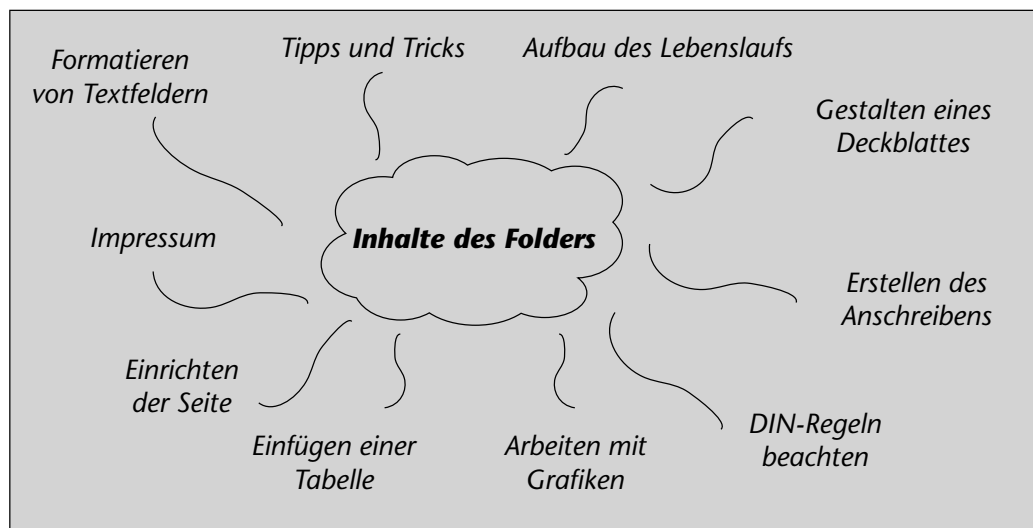 Tipps und Tricks
Aufbau des Lebenslaufs
Formatieren
von Textfeldern
Gestalten eines
Deckblattes
Impressum
Inhalte des Folders
Erstellen des
Anschreibens
Einrichten
der Seite
Einfügen einer
Tabelle
Arbeiten mit
Grafiken
DIN-Regeln
beachten